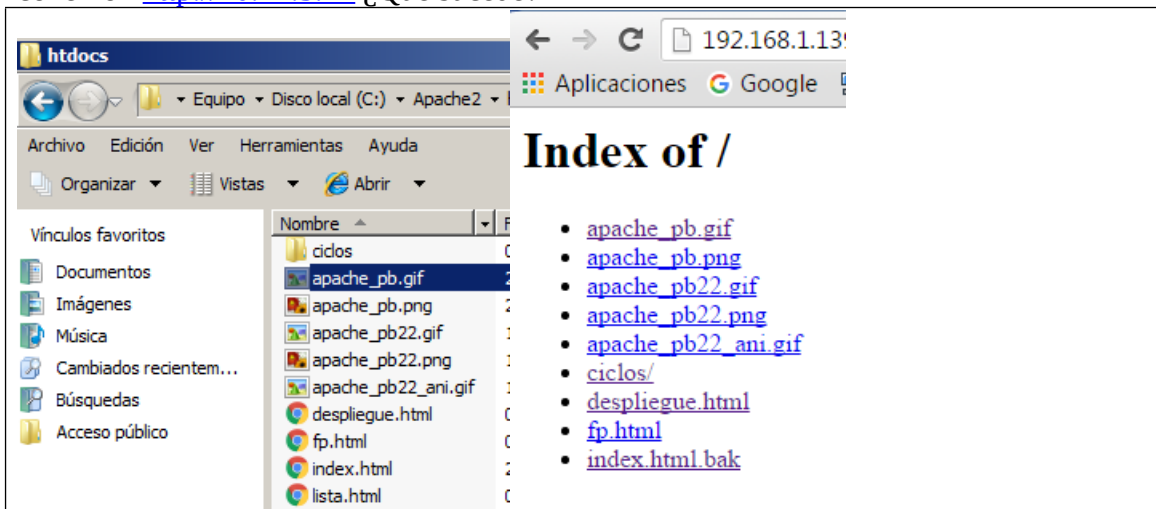 ¿Qué sucede?
htdocs
Equipo Disco local (C:) Apache2
Archivo Edición Ver Herramientas Ayuda
Organizar Vistas Abrir
Vínculos favoritos
Documentos
Imágenes
Música
Cambiados recientem...
Búsquedas
Acceso público
Nombre
ciclos
apache_pb.gif
apache_pb.png
apache_pb22.gif
apache_pb22.png
apache_pb22_ani.gif
despliegue.html
fp.html
index.html
lista.html
192.168.1.139
Aplicaciones Google
Index of /
• apache_pb.gif
• apache_pb.png
• apache_pb22.gif
• apache_pb22.png
• apache_pb22_ani.gif
• ciclos/
• despliegue.html
• fp.html
• index.html.bak